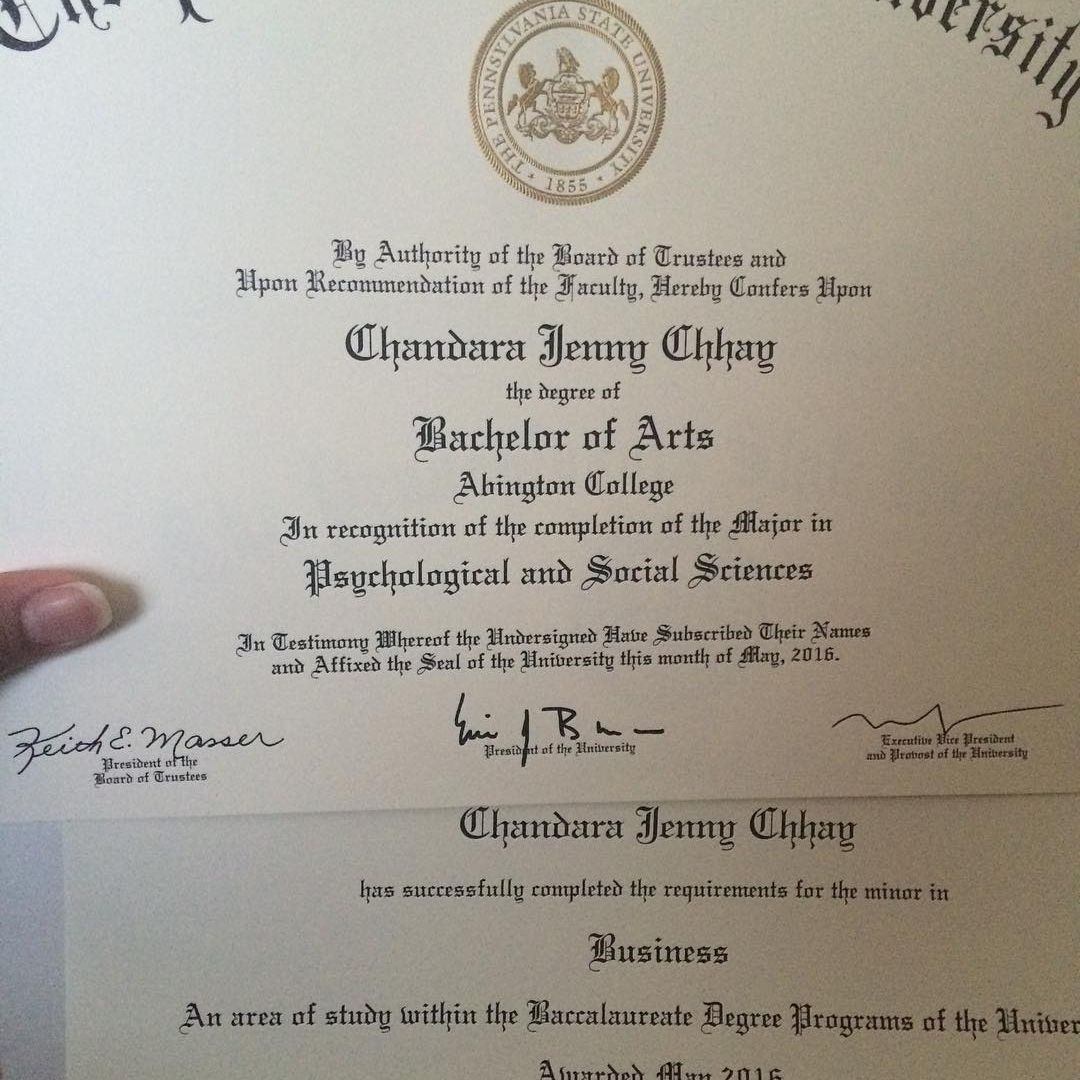 THE PENNSYLVANIA STATE UNIVERSITY
1855
By Authority of the Board of Trustees and
Upon Recommendation of the Faculty, Hereby Confers Upon
Chandara Jenny Chhay
the degree of
Bachelor of Arts
Abington College
In recognition of the completion of the Major in
Psychological and Social Sciences
In Testimony Whereof the Undersigned Have Subscribed Their Names
and Affixed the Seal of the University this month of May, 2016.
Keith E. Masser
President of the
Board of Trustees
President of the University
Executive Vice President
and Provost of the University
Chandara Jenny Chhay
has successfully completed the requirements for the minor in
Business
An area of study within the Baccalaureate Degree Programs of the Univer
Awarded May 2016